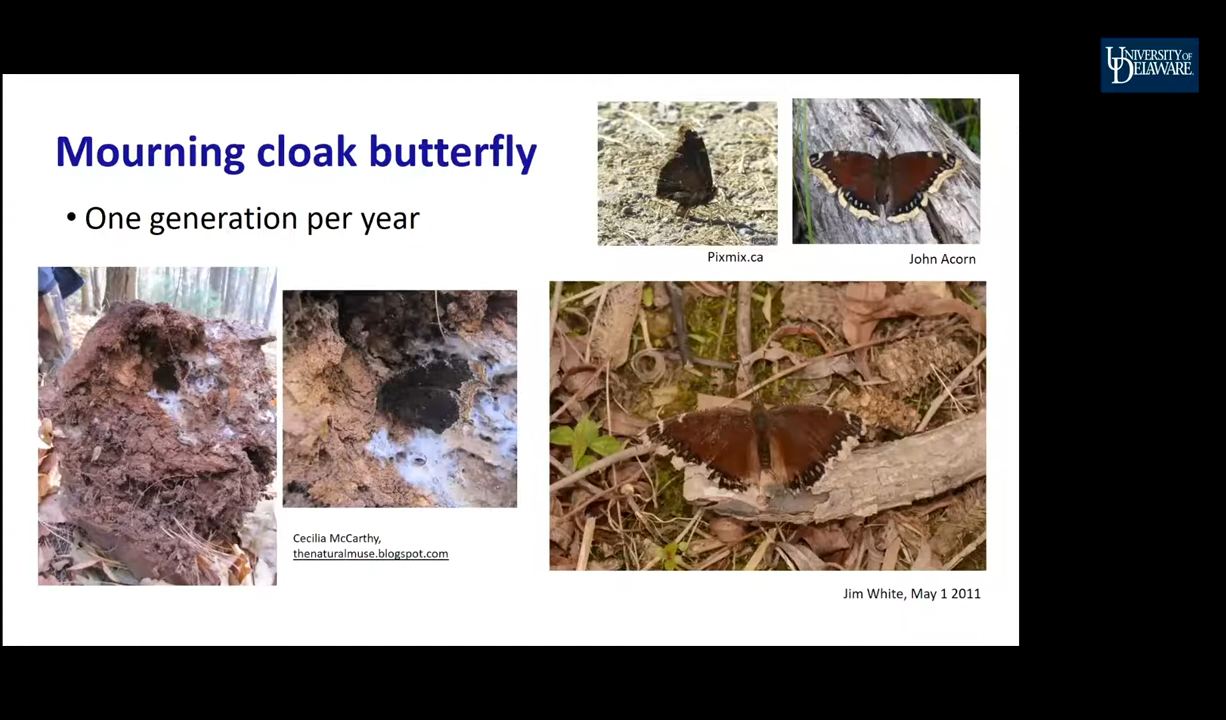 UNIVERSITY OF
DELAWARE
Mourning cloak butterfly
• One generation per year
Pixmix.ca
John Acorn
Cecilia McCarthy,
thenaturalmuse.blogspot.com
Jim White, May 1 2011